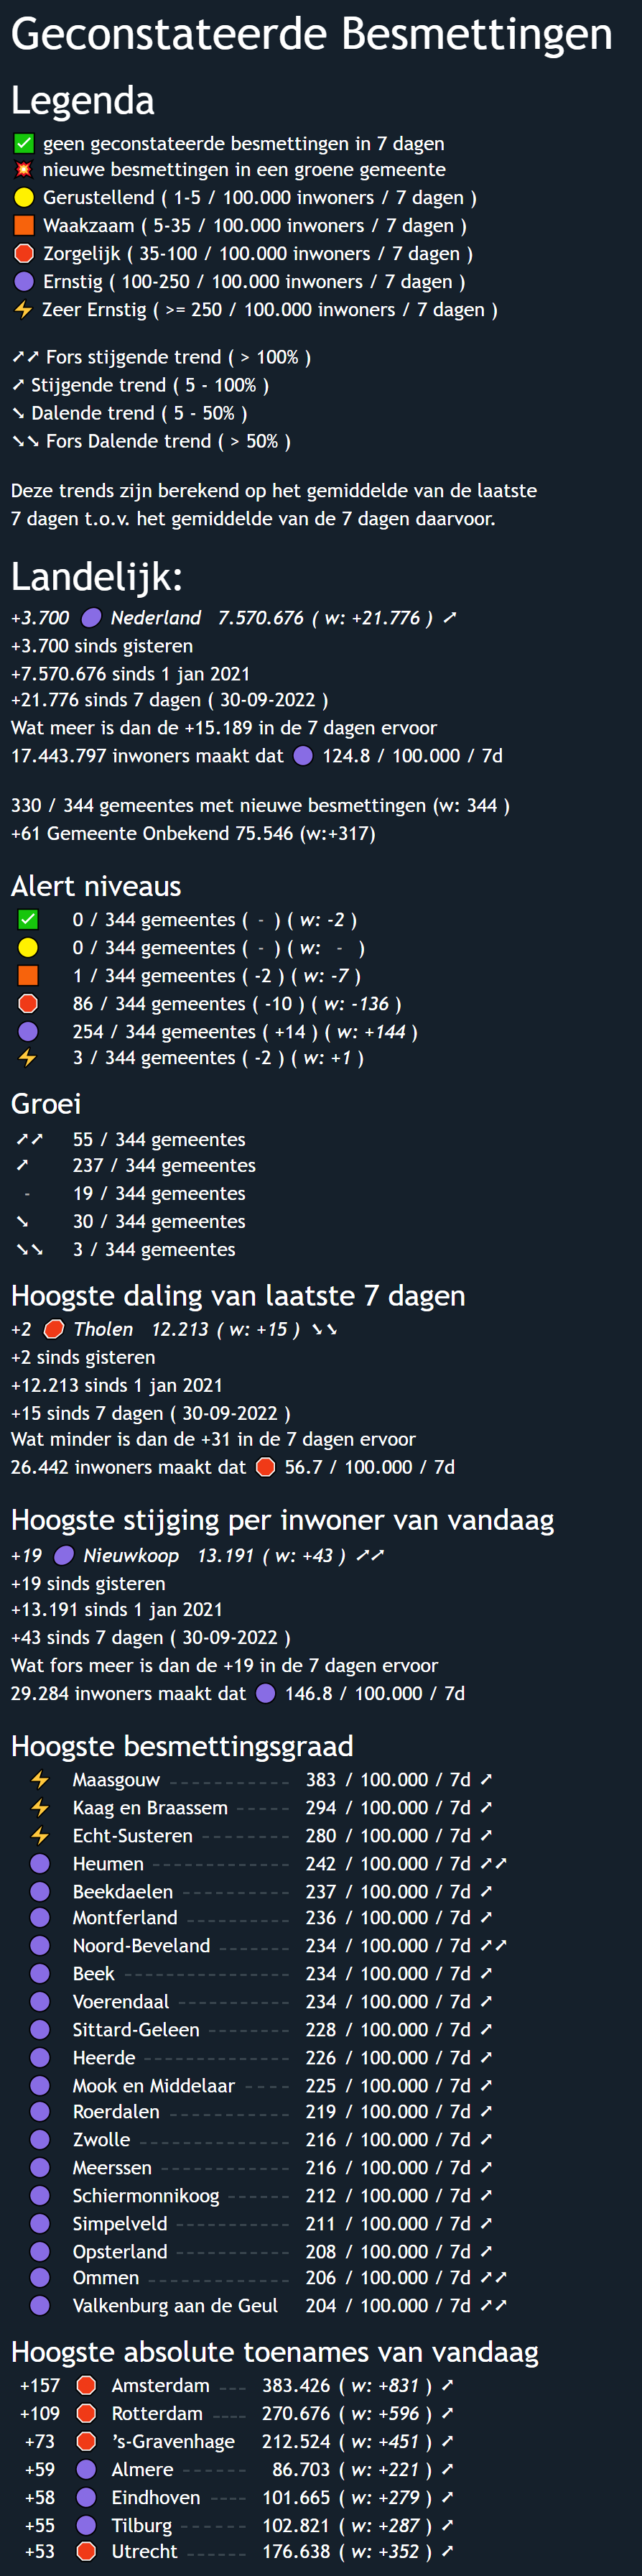 Geconstateerde Besmettingen
Legenda
✅ geen geconstateerde besmettingen in 7 dagen
💥 nieuwe besmettingen in een groene gemeente
🟡 Gerustellend ( 1-5 / 100.000 inwoners / 7 dagen )
🟧 Waakzaam ( 5-35 / 100.000 inwoners / 7 dagen )
🛑 Zorgelijk ( 35-100 / 100.000 inwoners / 7 dagen )
🟣 Ernstig ( 100-250 / 100.000 inwoners / 7 dagen )
⚡ Zeer Ernstig ( >= 250 / 100.000 inwoners / 7 dagen )
➚➚ Fors stijgende trend ( > 100% )
➚ Stijgende trend ( 5 - 100% )
➘ Dalende trend ( 5 - 50% )
➘➘ Fors Dalende trend ( > 50% )
Deze trends zijn berekend op het gemiddelde van de laatste
7 dagen t.o.v. het gemiddelde van de 7 dagen daarvoor.
Landelijk:
+3.700 🟣 Nederland 7.570.676 ( w: +21.776 ) ➚
+3.700 sinds gisteren
+7.570.676 sinds 1 jan 2021
+21.776 sinds 7 dagen ( 30-09-2022 )
Wat meer is dan de +15.189 in de 7 dagen ervoor
17.443.797 inwoners maakt dat 🟣 124.8 / 100.000 / 7d
330 / 344 gemeentes met nieuwe besmettingen (w: 344 )
+61 Gemeente Onbekend 75.546 (w:+317)
Alert niveaus
✅ 0 / 344 gemeentes ( - ) ( w: -2 )
🟡 0 / 344 gemeentes ( - ) ( w: - )
🟧 1 / 344 gemeentes ( -2 ) ( w: -7 )
🛑 86 / 344 gemeentes ( -10 ) ( w: -136 )
🟣 254 / 344 gemeentes ( +14 ) ( w: +144 )
⚡ 3 / 344 gemeentes ( -2 ) ( w: +1 )
Groei
➚➚ 55 / 344 gemeentes
➚ 237 / 344 gemeentes
- 19 / 344 gemeentes
➘ 30 / 344 gemeentes
➘➘ 3 / 344 gemeentes
Hoogste daling van laatste 7 dagen
+2 🛑 Tholen 12.213 ( w: +15 ) ➘➘
+2 sinds gisteren
+12.213 sinds 1 jan 2021
+15 sinds 7 dagen ( 30-09-2022 )
Wat minder is dan de +31 in de 7 dagen ervoor
26.442 inwoners maakt dat 🛑 56.7 / 100.000 / 7d
Hoogste stijging per inwoner van vandaag
+19 🟣 Nieuwkoop 13.191 ( w: +43 ) ➚➚
+19 sinds gisteren
+13.191 sinds 1 jan 2021
+43 sinds 7 dagen ( 30-09-2022 )
Wat fors meer is dan de +19 in de 7 dagen ervoor
29.284 inwoners maakt dat 🟣 146.8 / 100.000 / 7d
Hoogste besmettingsgraad
⚡ Maasgouw 383 / 100.000 / 7d ➚
⚡ Kaag en Braassem 294 / 100.000 / 7d ➚
⚡ Echt-Susteren 280 / 100.000 / 7d ➚
🟣 Heumen 242 / 100.000 / 7d ➚➚
🟣 Beekdaelen 237 / 100.000 / 7d ➚
🟣 Montferland 236 / 100.000 / 7d ➚
🟣 Noord-Beveland 234 / 100.000 / 7d ➚➚
🟣 Beek 234 / 100.000 / 7d ➚
🟣 Voerendaal 234 / 100.000 / 7d ➚
🟣 Sittard-Geleen 228 / 100.000 / 7d ➚
🟣 Heerde 226 / 100.000 / 7d ➚
🟣 Mook en Middelaar 225 / 100.000 / 7d ➚
🟣 Roerdalen 219 / 100.000 / 7d ➚
🟣 Zwolle 216 / 100.000 / 7d ➚
🟣 Meerssen 216 / 100.000 / 7d ➚
🟣 Schiermonnikoog 212 / 100.000 / 7d ➚
🟣 Simpelveld 211 / 100.000 / 7d ➚
🟣 Opsterland 208 / 100.000 / 7d ➚
🟣 Ommen 206 / 100.000 / 7d ➚➚
🟣 Valkenburg aan de Geul 204 / 100.000 / 7d ➚➚
Hoogste absolute toenames van vandaag
+157 🛑 Amsterdam 383.426 ( w: +831 ) ➚
+109 🛑 Rotterdam 270.676 ( w: +596 ) ➚
+73 🛑 ’s-Gravenhage 212.524 ( w: +451 ) ➚
+59 🟣 Almere 86.703 ( w: +221 ) ➚
+58 🟣 Eindhoven 101.665 ( w: +279 ) ➚
+55 🟣 Tilburg 102.821 ( w: +287 ) ➚
+53 🛑 Utrecht 176.638 ( w: +352 ) ➚